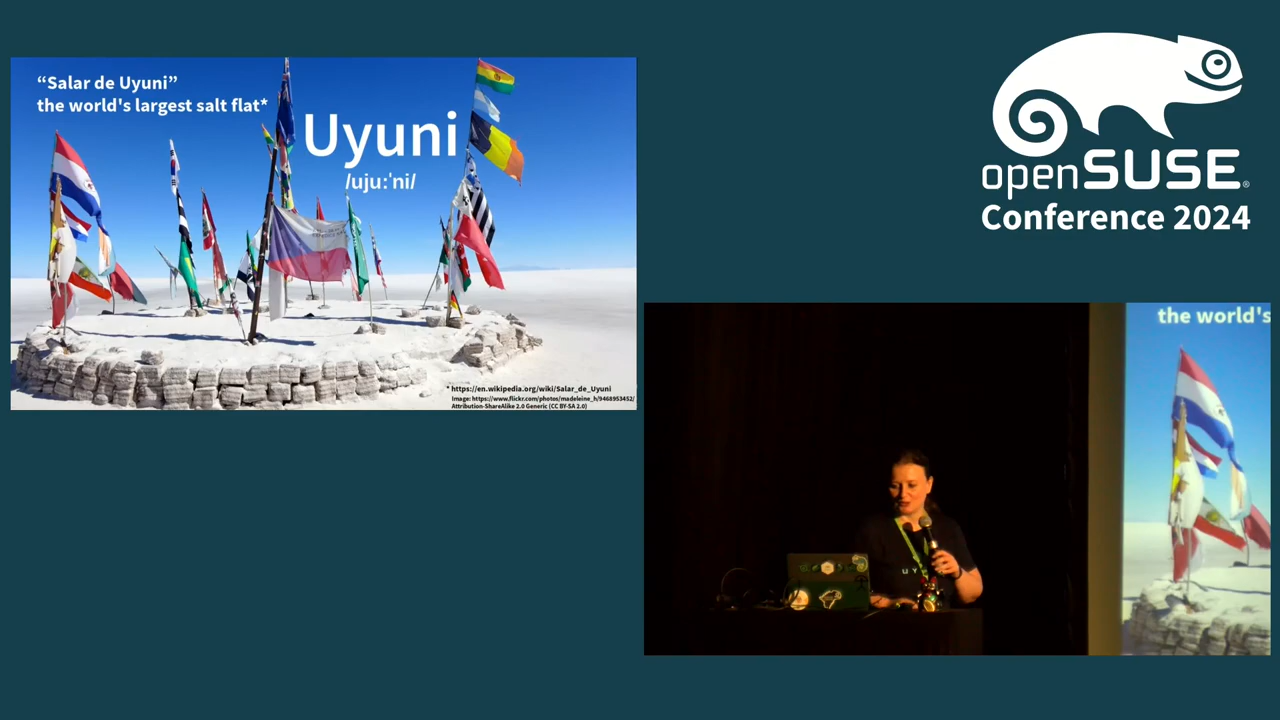 “Salar de Uyuni”
the world's largest salt flat*
Uyuni
/uju:ˈni/
* https://en.wikipedia.org/wiki/Salar_de_Uyuni
Image: https://www.flickr.com/photos/madeleine_h/9468953452/
Attribution-ShareAlike 2.0 Generic (CC BY-SA 2.0)
openSUSE®
Conference 2024
the world's